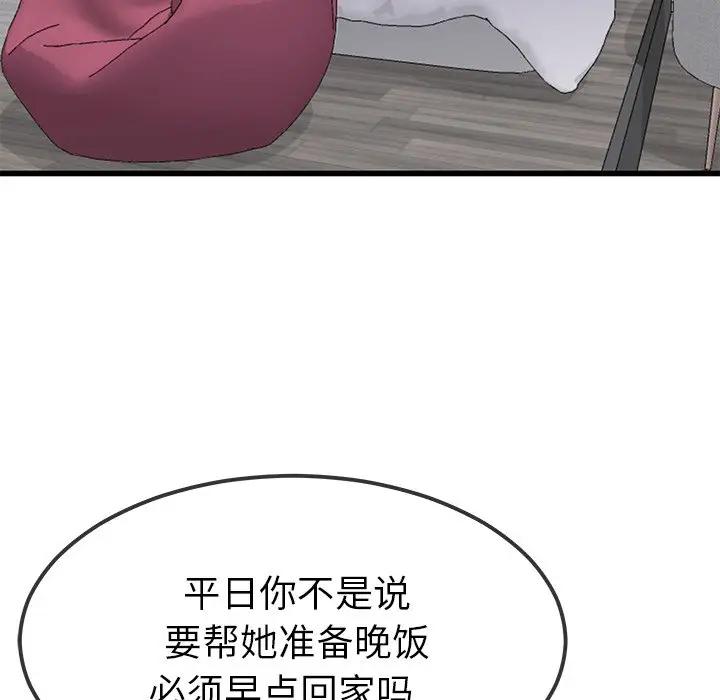 平日你不是说
要帮她准备晚饭
必须早点回家吗